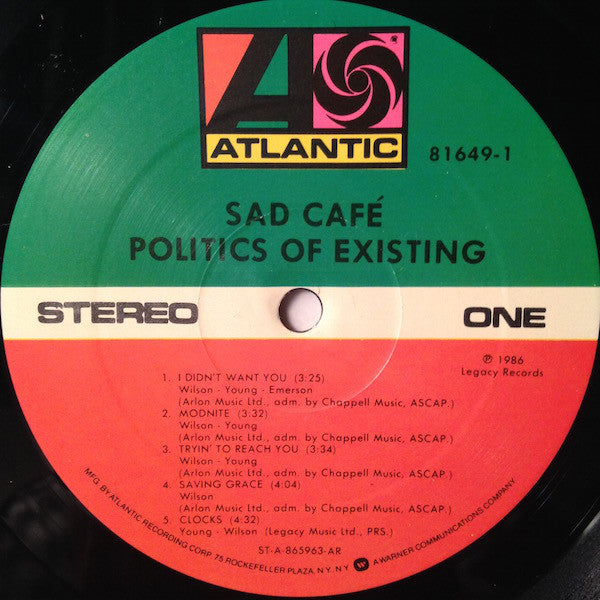 ATLANTIC
81649-1
SAD CAFÉ
POLITICS OF EXISTING
STEREO
ONE
℗ 1986
Legacy Records
1. I DIDN'T WANT YOU (3:25)
Wilson - Young - Emerson
(Arlon Music Ltd., adm. by Chappell Music, ASCAP.)
2. MODNITE (3:32)
Wilson - Young
(Arlon Music Ltd., adm. by Chappell Music, ASCAP.)
3. TRYIN' TO REACH YOU (3:34)
Wilson - Young
(Arlon Music Ltd., adm. by Chappell Music, ASCAP.)
4. SAVING GRACE (4:04)
Wilson
(Arlon Music Ltd., adm. by Chappell Music, ASCAP.)
5. CLOCKS (4:32)
Young - Wilson (Legacy Music Ltd., PRS.)
ST-A-865963-AR
MFG. BY ATLANTIC RECORDING CORP. 75 ROCKEFELLER PLAZA, N.Y. N.Y. A WARNER COMMUNICATIONS COMPANY